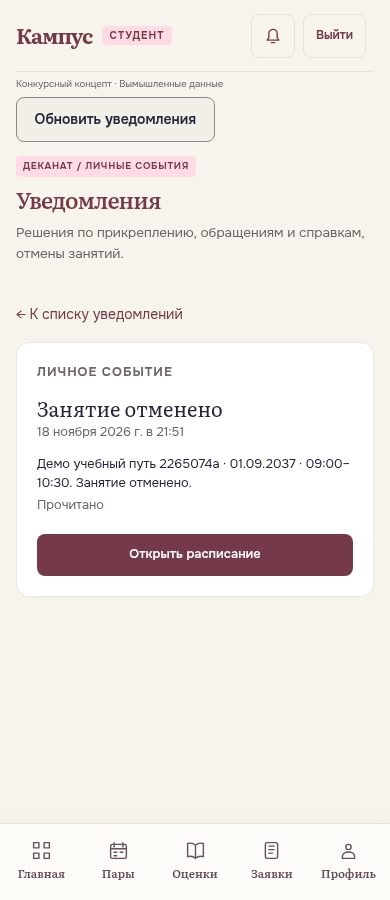 Кампус СТУДЕНТ Выйти
Конкурсный концепт · Вымышленные данные
Обновить уведомления
ДЕКАНАТ / ЛИЧНЫЕ СОБЫТИЯ
Уведомления
Решения по прикреплению, обращениям и справкам,
отмены занятий.
← К списку уведомлений
ЛИЧНОЕ СОБЫТИЕ
Занятие отменено
18 ноября 2026 г. в 21:51
Демо учебный путь 2265074a · 01.09.2037 · 09:00–
10:30. Занятие отменено.
Прочитано
Открыть расписание
Главная Пары Оценки Заявки Профиль